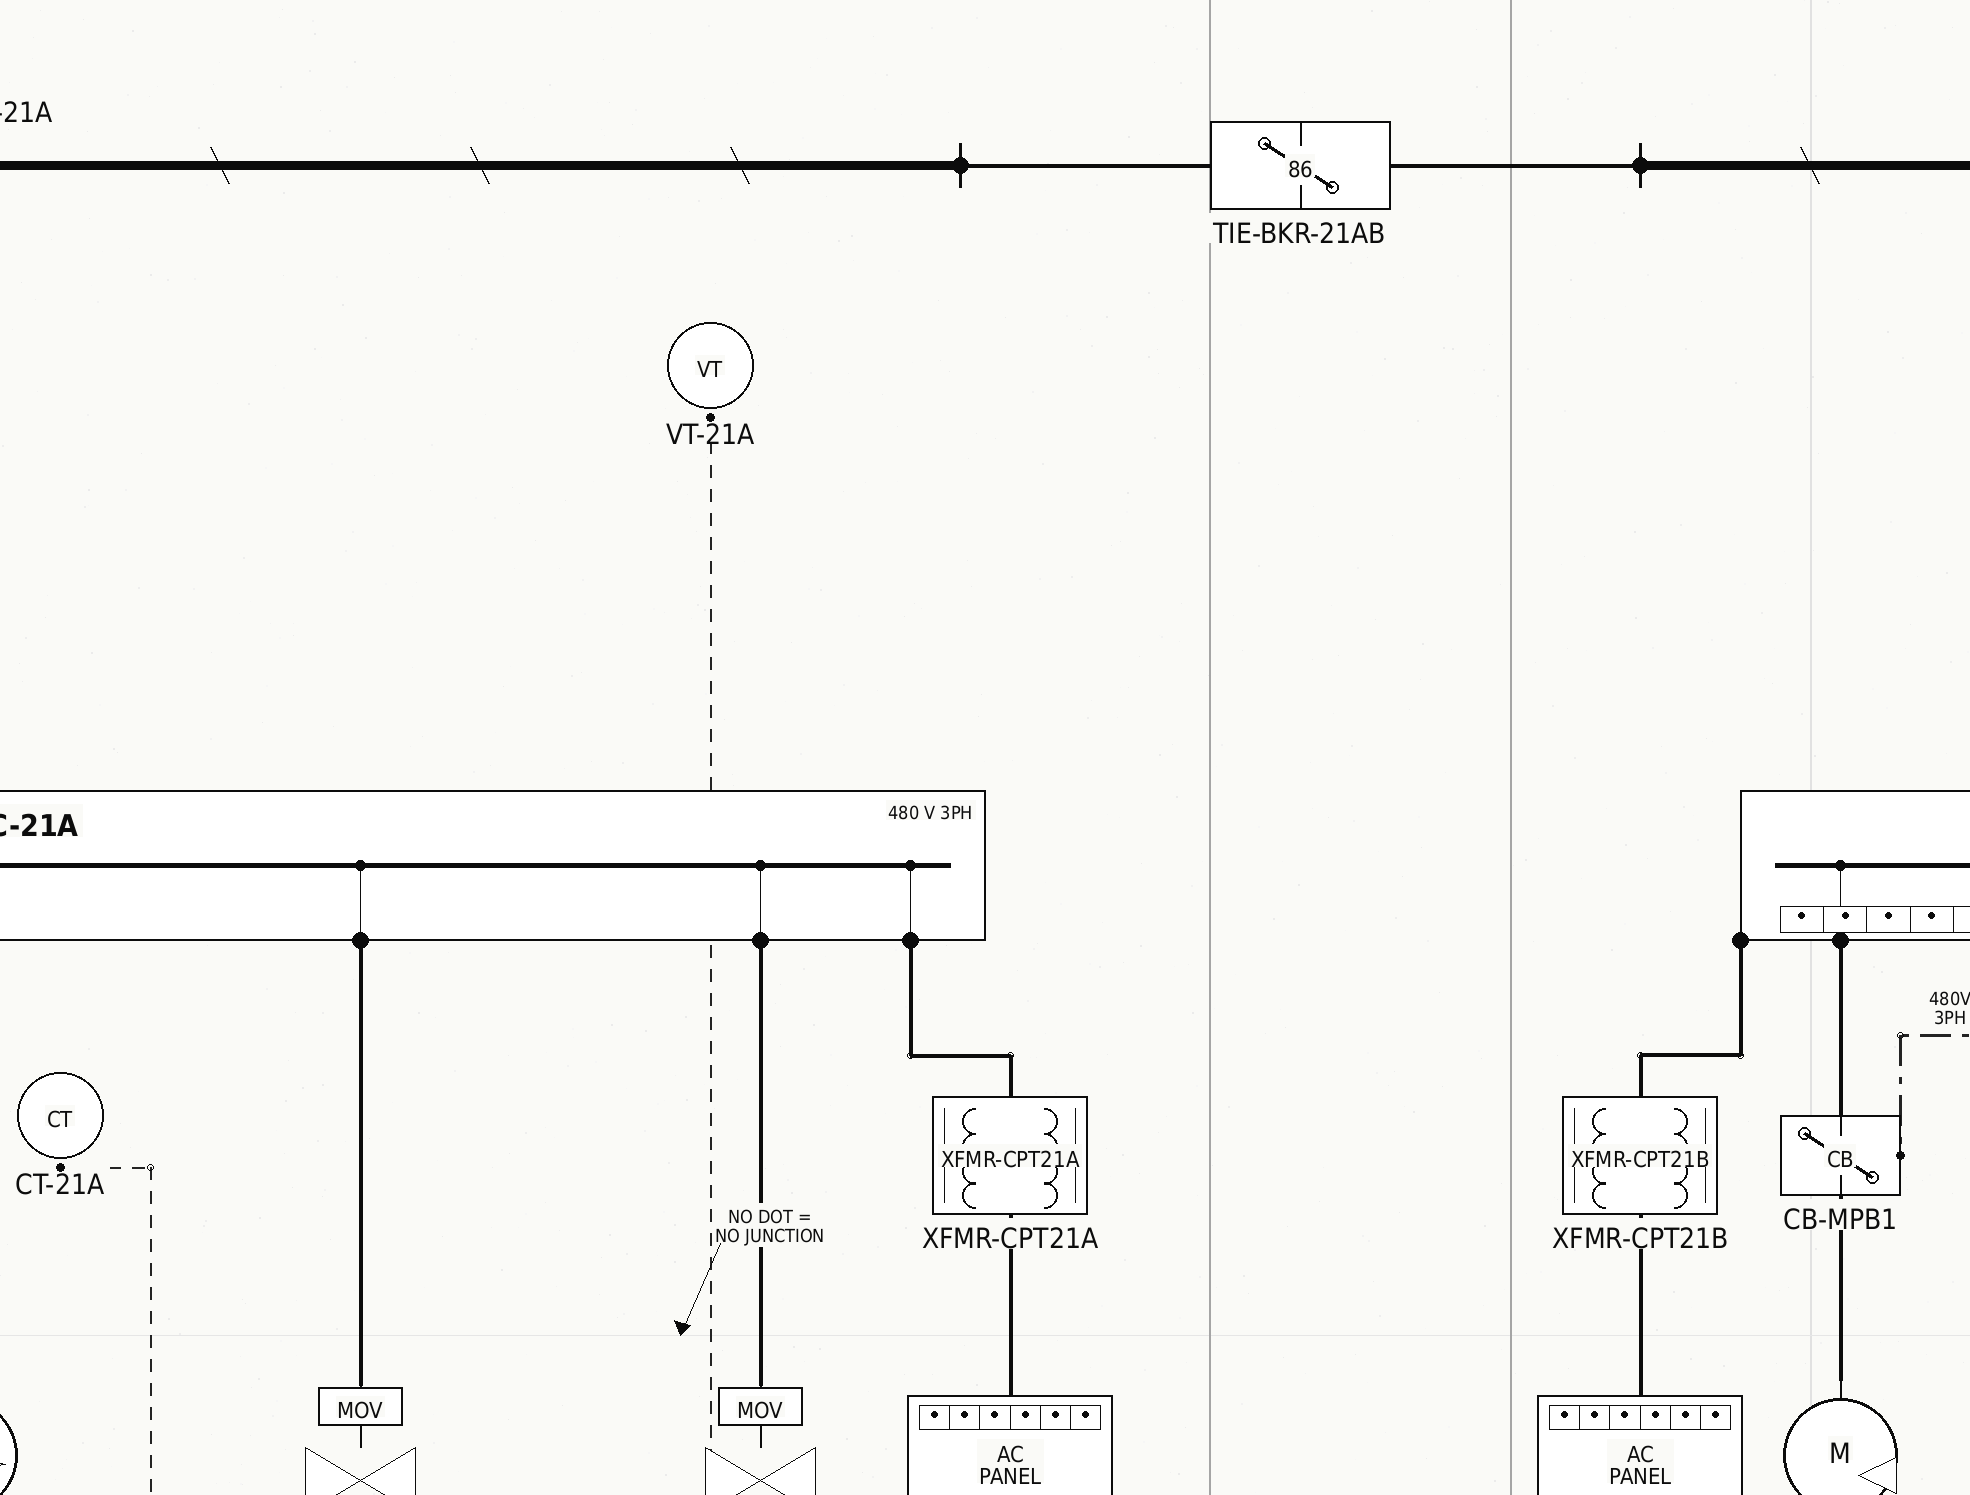 -21A
86
TIE-BKR-21AB
VT
VT-21A
C-21A
480 V 3PH
480V
3PH
CT
CT-21A
XFMR-CPT21A
XFMR-CPT21A
XFMR-CPT21B
XFMR-CPT21B
CB
CB-MPB1
NO DOT =
NO JUNCTION
MOV
MOV
AC
PANEL
AC
PANEL
M